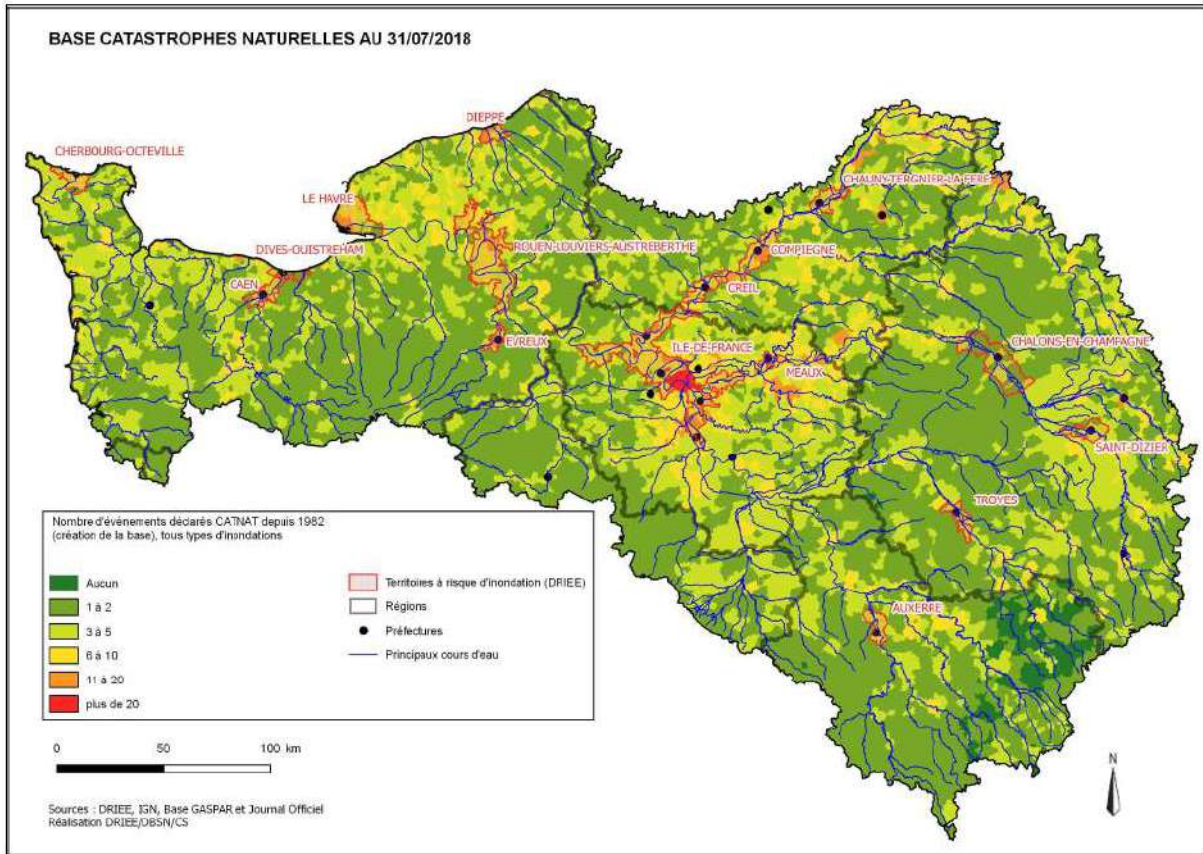 BASE CATASTROPHES NATURELLES AU 31/07/2018
DIEPPE
CHERBOURG-OCTEVILLE
CHAUNY-TERGNIER-LA-FERE
LE HAVRE
ROUEN-LOUVIERS-AUSTREBERTHE
DIVES-OUISTREHAM
COMPIEGNE
CAEN
CREIL
EVREUX
ILE-DE-FRANCE
CHALONS-EN-CHAMPAGNE
MEAUX
SAINT-DIZIER
TROYES
AUXERRE
Nombre d'événements déclarés CATNAT depuis 1982
(création de la base), tous types d'inondations
Aucun
1 à 2
3 à 5
6 à 10
11 à 20
plus de 20
Territoires à risque d'inondation (DRIEE)
Régions
Préfectures
Principaux cours d'eau
0 50 100 km
N
Sources : DRIEE, IGN, Base GASPAR et Journal Officiel
Réalisation DRIEE/DBSN/CS